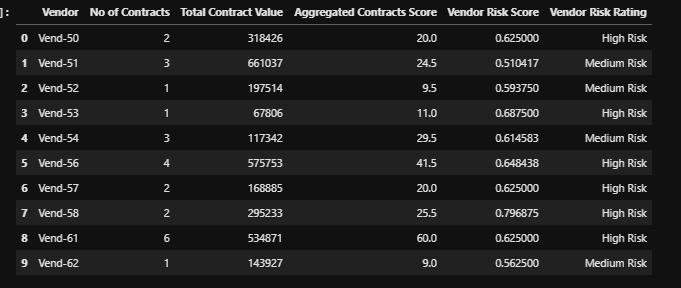 ]: Vendor No of Contracts Total Contract Value Aggregated Contracts Score Vendor Risk Score Vendor Risk Rating
0 Vend-50 2 318426 20.0 0.625000 High Risk
1 Vend-51 3 661037 24.5 0.510417 Medium Risk
2 Vend-52 1 197514 9.5 0.593750 Medium Risk
3 Vend-53 1 67806 11.0 0.687500 High Risk
4 Vend-54 3 117342 29.5 0.614583 Medium Risk
5 Vend-56 4 575753 41.5 0.648438 High Risk
6 Vend-57 2 168885 20.0 0.625000 High Risk
7 Vend-58 2 295233 25.5 0.796875 High Risk
8 Vend-61 6 534871 60.0 0.625000 High Risk
9 Vend-62 1 143927 9.0 0.562500 Medium Risk